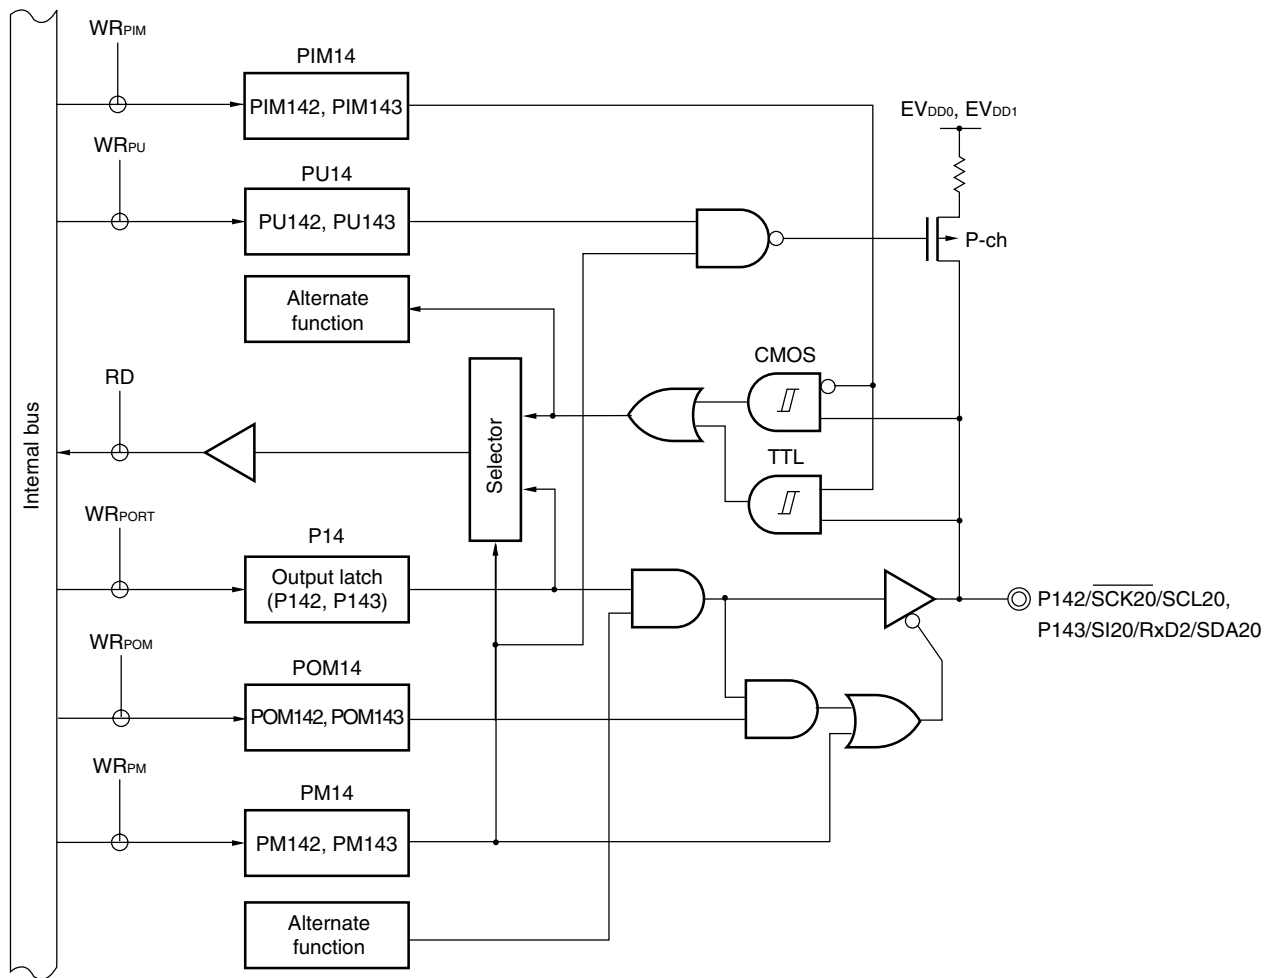 WRPIM
PIM14
PIM142, PIM143
EVDD0, EVDD1
WRPU
PU14
PU142, PU143
P-ch
Alternate
function
CMOS
RD
Internal bus
Selector
TTL
WRPORT
P14
Output latch
(P142, P143)
P142/SCK20/SCL20,
P143/SI20/RxD2/SDA20
WRPOM
POM14
POM142, POM143
WRPM
PM14
PM142, PM143
Alternate
function